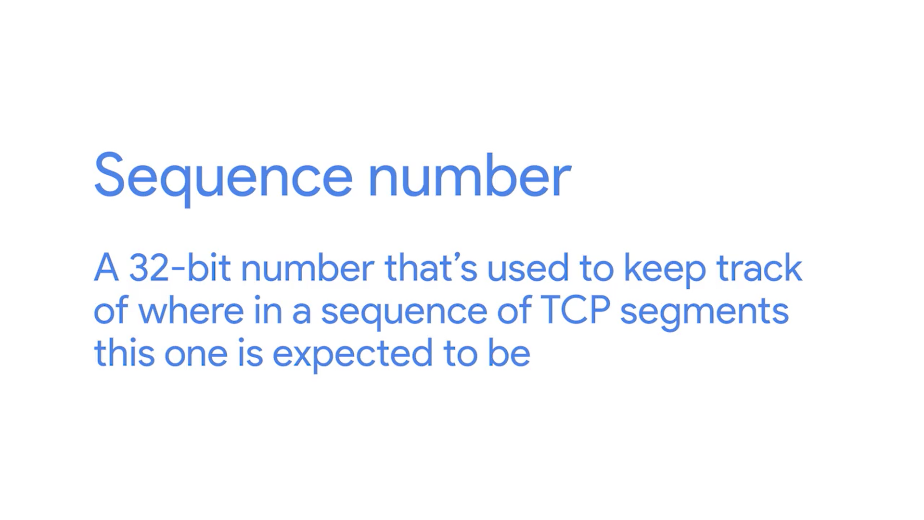 Sequence number
A 32-bit number that’s used to keep track
of where in a sequence of TCP segments
this one is expected to be